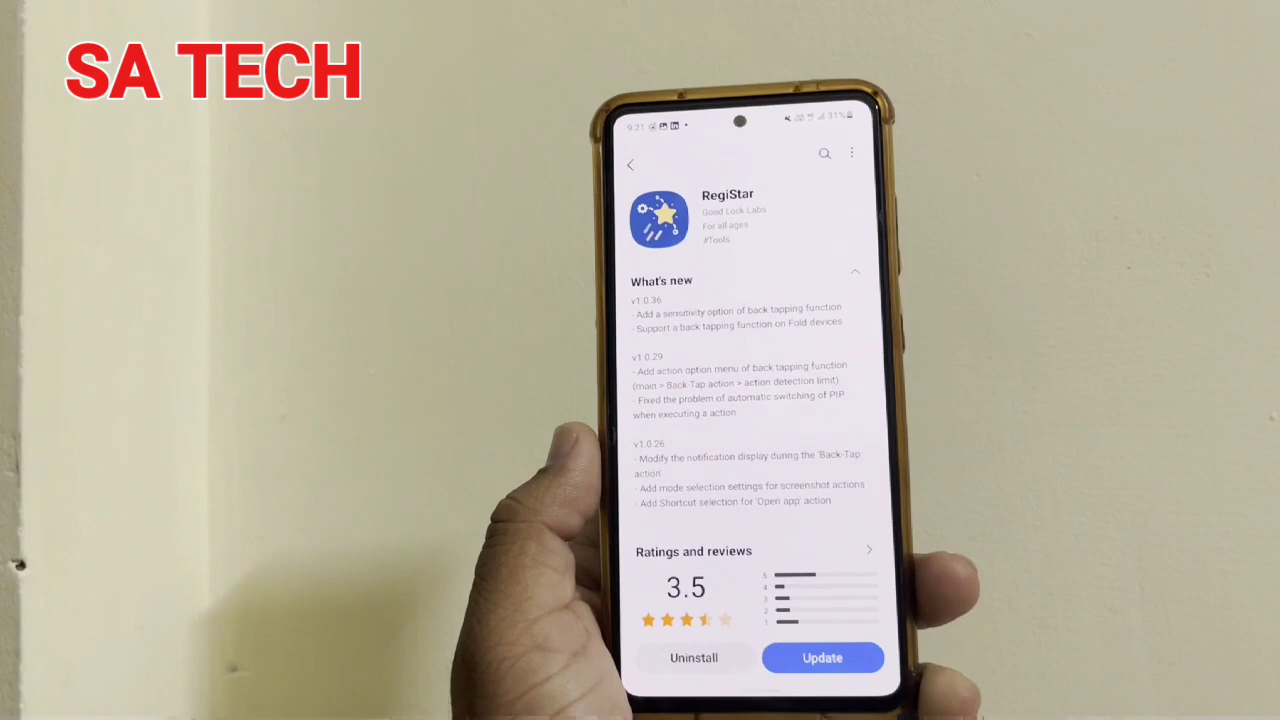 SA TECH
9:21
31%
RegiStar
Good Lock Labs
For all ages
#Tools
What's new
v1.0.36
- Add a sensitivity option of back tapping function
- Support a back tapping function on Fold devices
v1.0.29
- Add action option menu of back tapping function
(main > Back-Tap action > action detection limit)
- Fixed the problem of automatic switching of PIP
when executing a action
v1.0.26
- Modify the notification display during the 'Back-Tap
action'
- Add mode selection settings for screenshot actions
- Add Shortcut selection for 'Open app' action
Ratings and reviews
3.5
5
4
3
2
1
Uninstall
Update